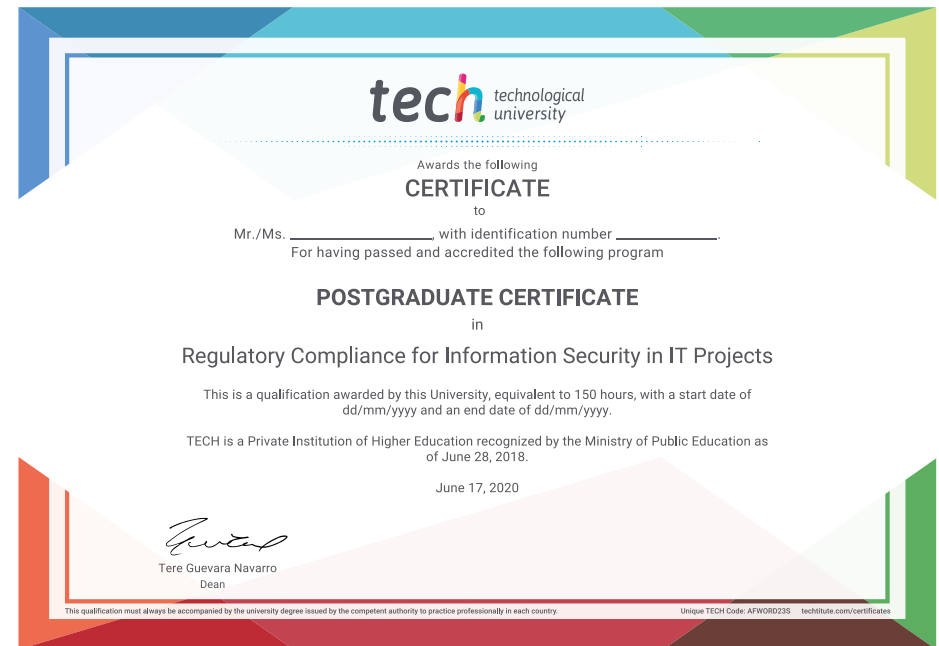 tech technological
university
Awards the following
CERTIFICATE
to
Mr./Ms. ____________________, with identification number ______________.
For having passed and accredited the following program
POSTGRADUATE CERTIFICATE
in
Regulatory Compliance for Information Security in IT Projects
This is a qualification awarded by this University, equivalent to 150 hours, with a start date of
dd/mm/yyyy and an end date of dd/mm/yyyy.
TECH is a Private Institution of Higher Education recognized by the Ministry of Public Education as
of June 28, 2018.
June 17, 2020
Tere Guevara Navarro
Dean
This qualification must always be accompanied by the university degree issued by the competent authority to practice professionally in each country.
Unique TECH Code: AFWORD23S techtitute.com/certificates